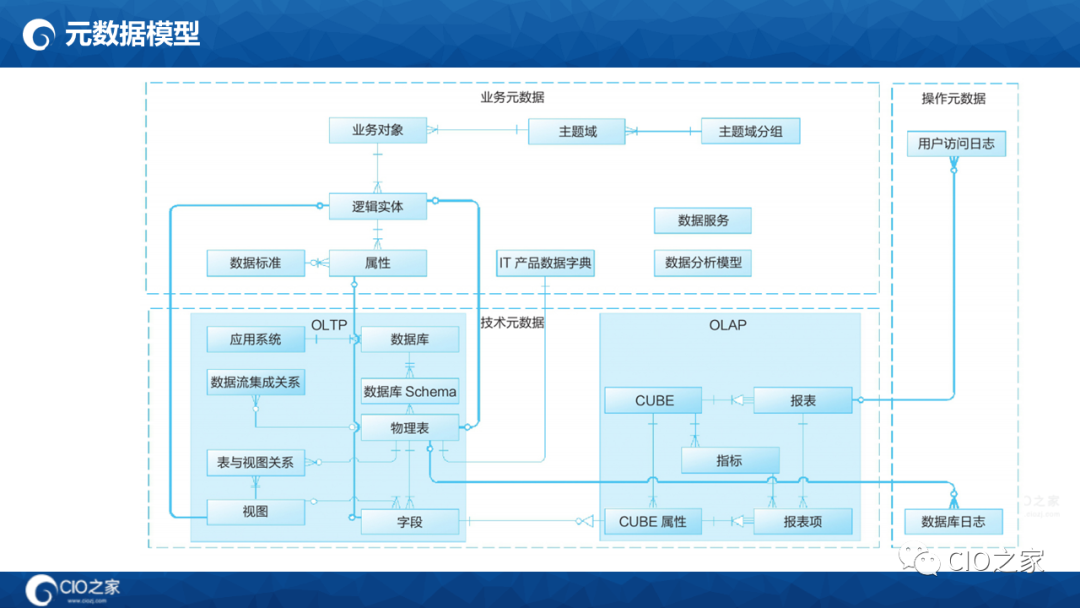 元数据模型
业务元数据
操作元数据
业务对象
主题域
主题域分组
用户访问日志
逻辑实体
数据服务
数据标准
属性
IT 产品数据字典
数据分析模型
技术元数据
OLTP
OLAP
应用系统
数据库
数据流集成关系
数据库 Schema
CUBE
报表
物理表
表与视图关系
指标
视图
字段
CUBE 属性
报表项
数据库日志
CIO之家
CIO之家
www.ciozj.com